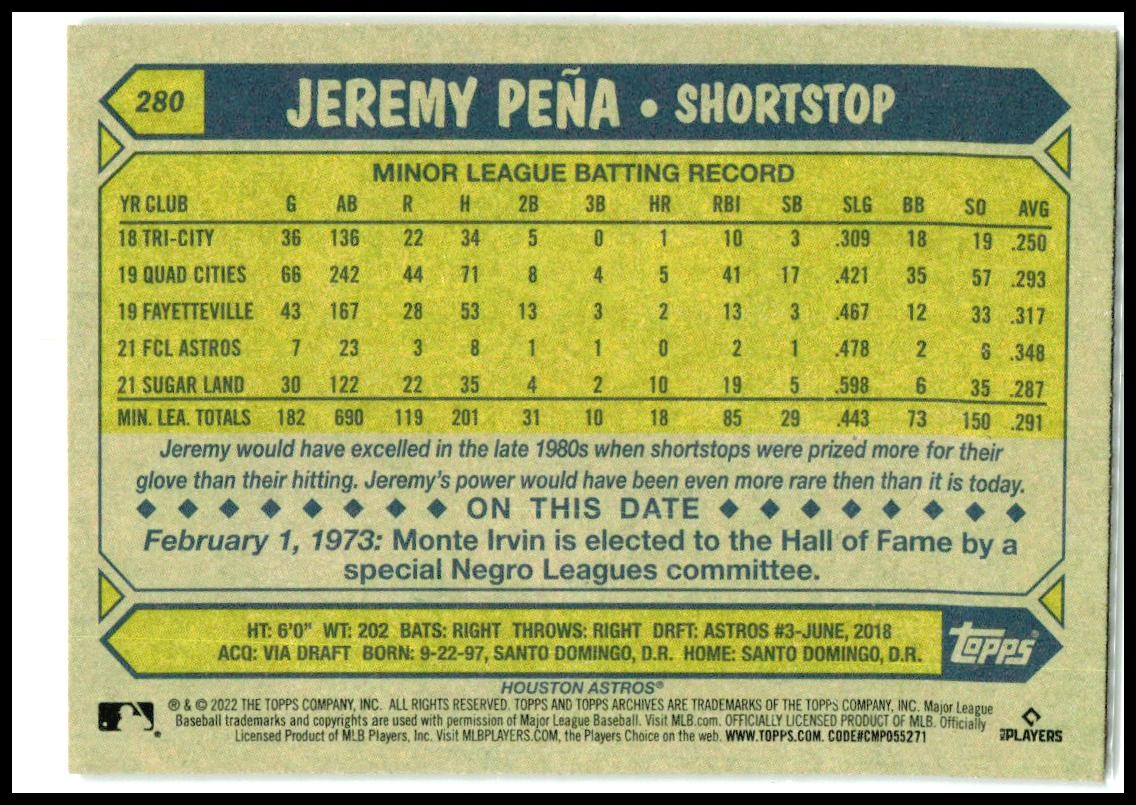 280 JEREMY PEÑA • SHORTSTOP
MINOR LEAGUE BATTING RECORD
YR CLUB G AB R H 2B 3B HR RBI SB SLG BB SO AVG
18 TRI-CITY 36 136 22 34 5 0 1 10 3 .309 18 19 .250
19 QUAD CITIES 66 242 44 71 8 4 5 41 17 .421 35 57 .293
19 FAYETTEVILLE 43 167 28 53 13 3 2 13 3 .467 12 33 .317
21 FCL ASTROS 7 23 3 8 1 1 0 2 1 .478 2 6 .348
21 SUGAR LAND 30 122 22 35 4 2 10 19 5 .598 6 35 .287
MIN. LEA. TOTALS 182 690 119 201 31 10 18 85 29 .443 73 150 .291
Jeremy would have excelled in the late 1980s when shortstops were prized more for their
glove than their hitting. Jeremy's power would have been even more rare then than it is today.
◆ ◆ ◆ ◆ ◆ ◆ ◆ ◆ ON THIS DATE ◆ ◆ ◆ ◆ ◆ ◆ ◆ ◆
February 1, 1973: Monte Irvin is elected to the Hall of Fame by a
special Negro Leagues committee.
HT: 6'0" WT: 202 BATS: RIGHT THROWS: RIGHT DRFT: ASTROS #3-JUNE, 2018
ACQ: VIA DRAFT BORN: 9-22-97, SANTO DOMINGO, D.R. HOME: SANTO DOMINGO, D.R.
topps®
HOUSTON ASTROS®
® & © 2022 THE TOPPS COMPANY, INC. ALL RIGHTS RESERVED. TOPPS AND TOPPS ARCHIVES ARE TRADEMARKS OF THE TOPPS COMPANY, INC. Major League
Baseball trademarks and copyrights are used with permission of Major League Baseball. Visit MLB.com. OFFICIALLY LICENSED PRODUCT OF MLB. Officially
Licensed Product of MLB Players, Inc. Visit MLBPLAYERS.COM, the Players Choice on the web. WWW.TOPPS.COM. CODE#CMP055271
MLB PLAYERS